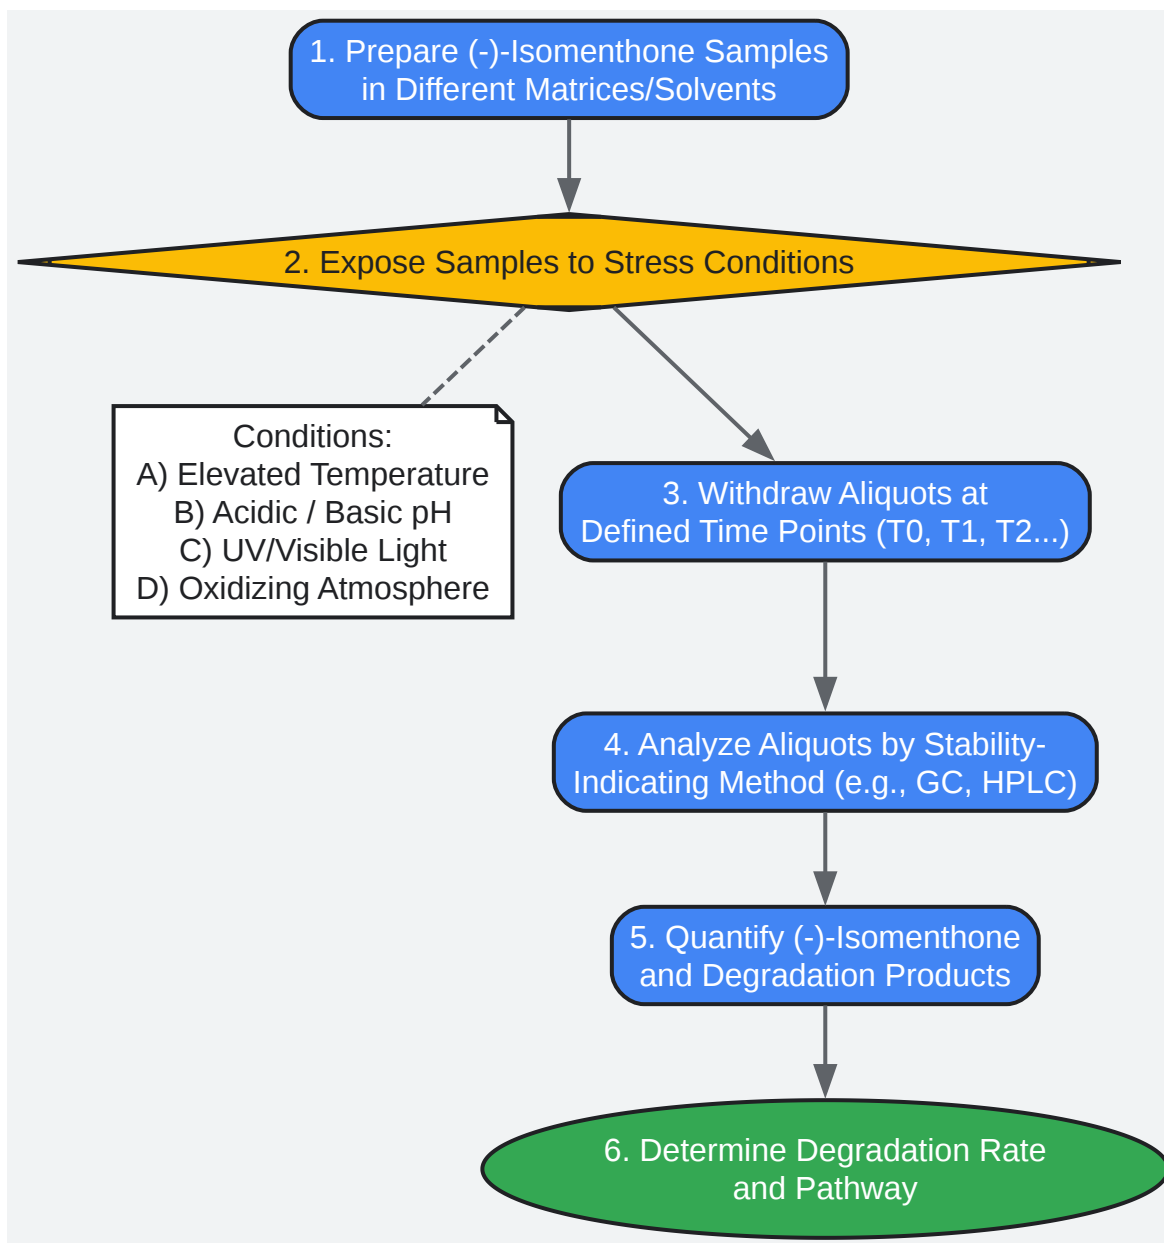 1. Prepare (-)-Isomenthone Samples
in Different Matrices/Solvents
2. Expose Samples to Stress Conditions
Conditions:
A) Elevated Temperature
B) Acidic / Basic pH
C) UV/Visible Light
D) Oxidizing Atmosphere
3. Withdraw Aliquots at
Defined Time Points (T0, T1, T2...)
4. Analyze Aliquots by Stability-
Indicating Method (e.g., GC, HPLC)
5. Quantify (-)-Isomenthone
and Degradation Products
6. Determine Degradation Rate
and Pathway